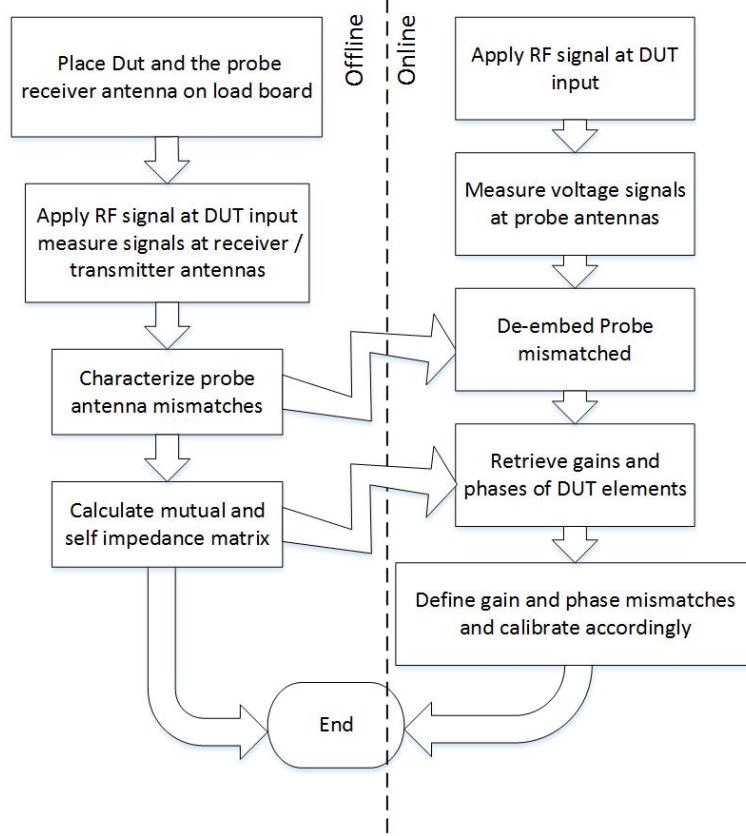 Offline
Online
Place Dut and the probe
receiver antenna on load board
Apply RF signal at DUT input
measure signals at receiver /
transmitter antennas
Characterize probe
antenna mismatches
Calculate mutual and
self impedance matrix
Apply RF signal at DUT
input
Measure voltage signals
at probe antennas
De-embed Probe
mismatched
Retrieve gains and
phases of DUT elements
Define gain and phase mismatches
and calibrate accordingly
End